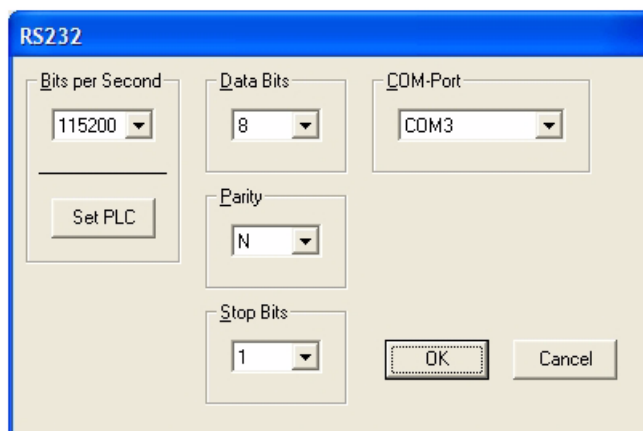 RS232
Bits per Second
115200
Set PLC
Data Bits
8
Parity
N
Stop Bits
1
COM-Port
COM3
OK
Cancel